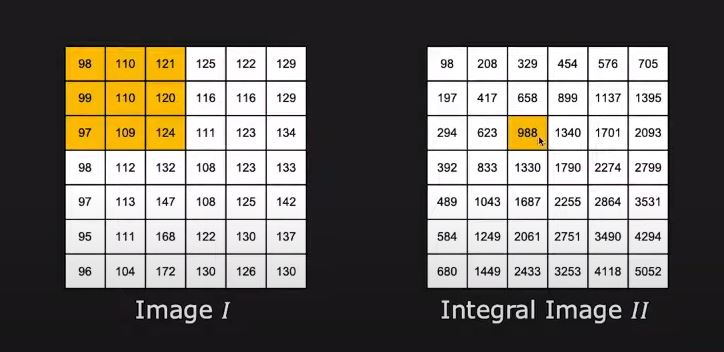 98 110 121 125 122 129 98 208 329 454 576 705
99 110 120 116 116 129 197 417 658 899 1137 1395
97 109 124 111 123 134 294 623 988 1340 1701 2093
98 112 132 108 123 133 392 833 1330 1790 2274 2799
97 113 147 108 125 142 489 1043 1687 2255 2864 3531
95 111 168 122 130 137 584 1249 2061 2751 3490 4294
96 104 172 130 126 130 680 1449 2433 3253 4118 5052
Image I Integral Image II